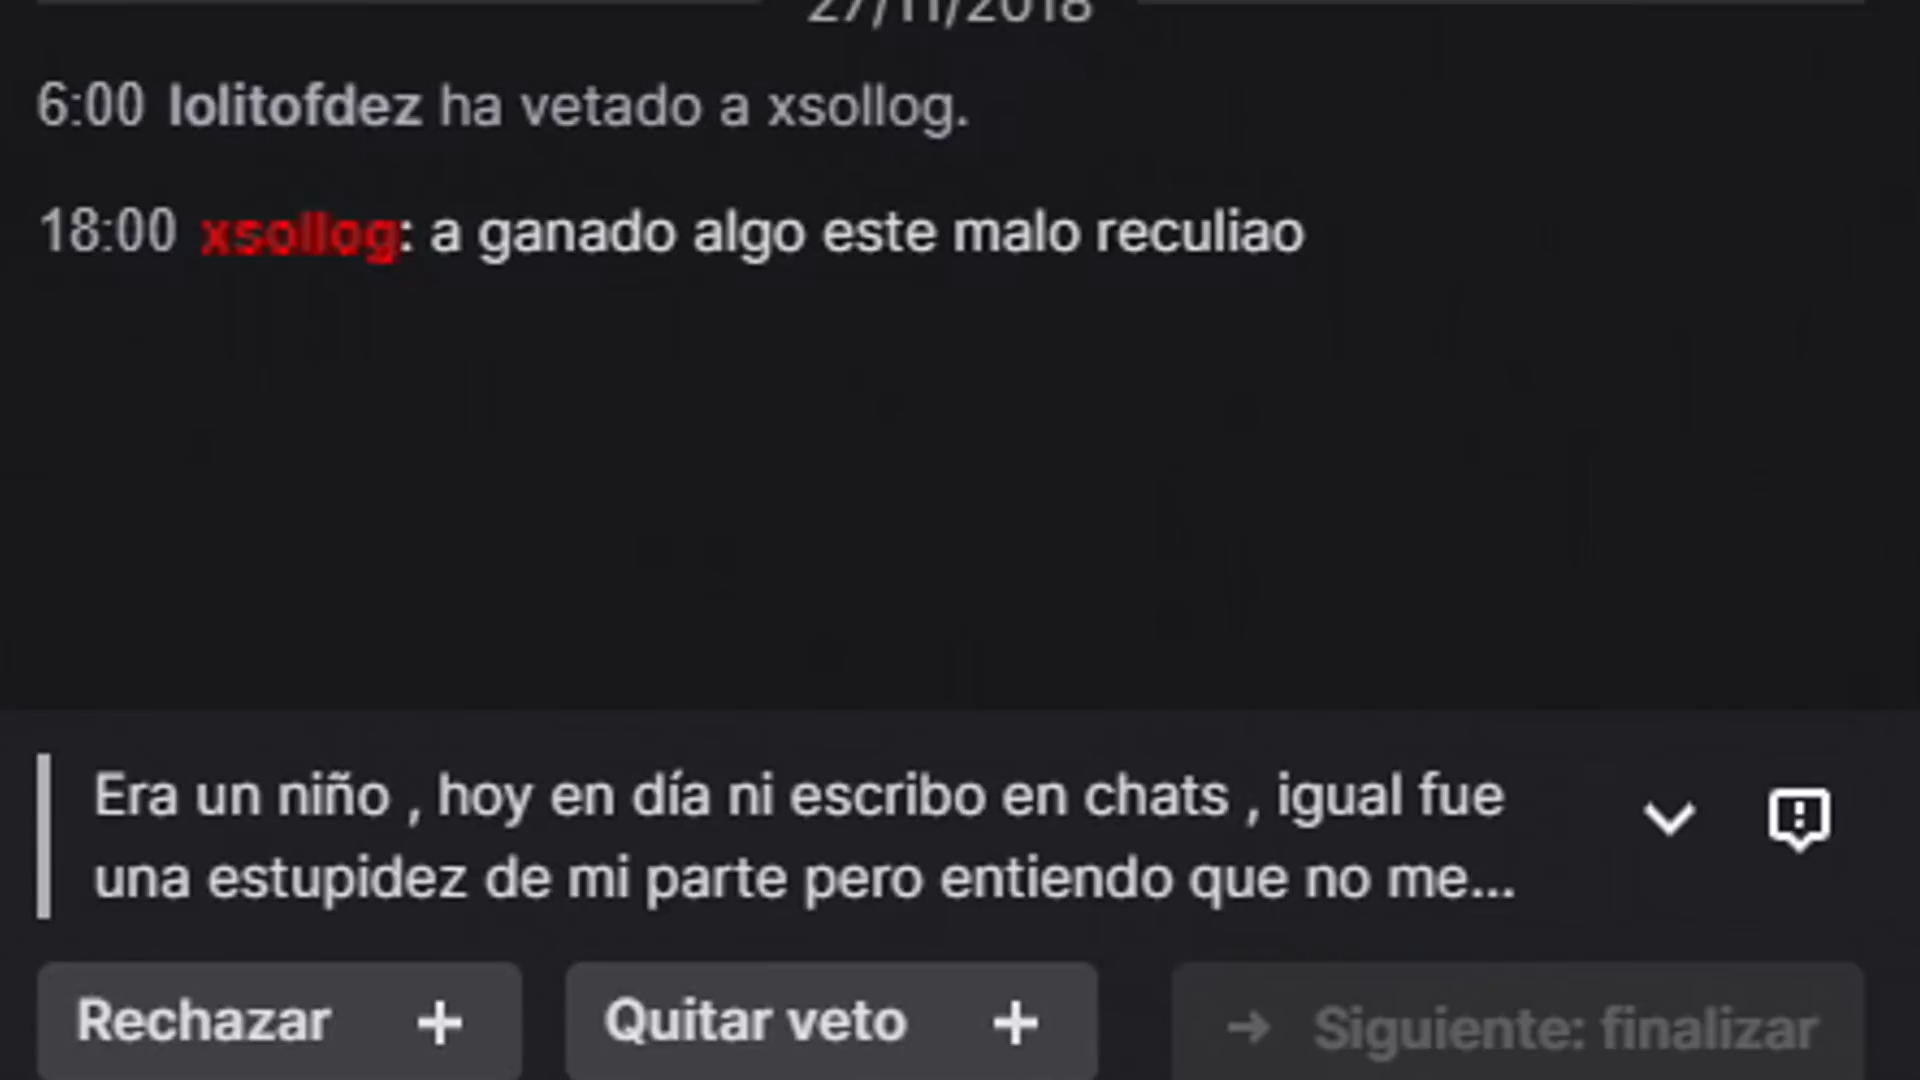 27/11/2018
6:00 lolitofdez ha vetado a xsollog.
18:00 xsollog: a ganado algo este malo reculiao
Era un niño , hoy en día ni escribo en chats , igual fue
una estupidez de mi parte pero entiendo que no me...
Rechazar + Quitar veto + → Siguiente: finalizar